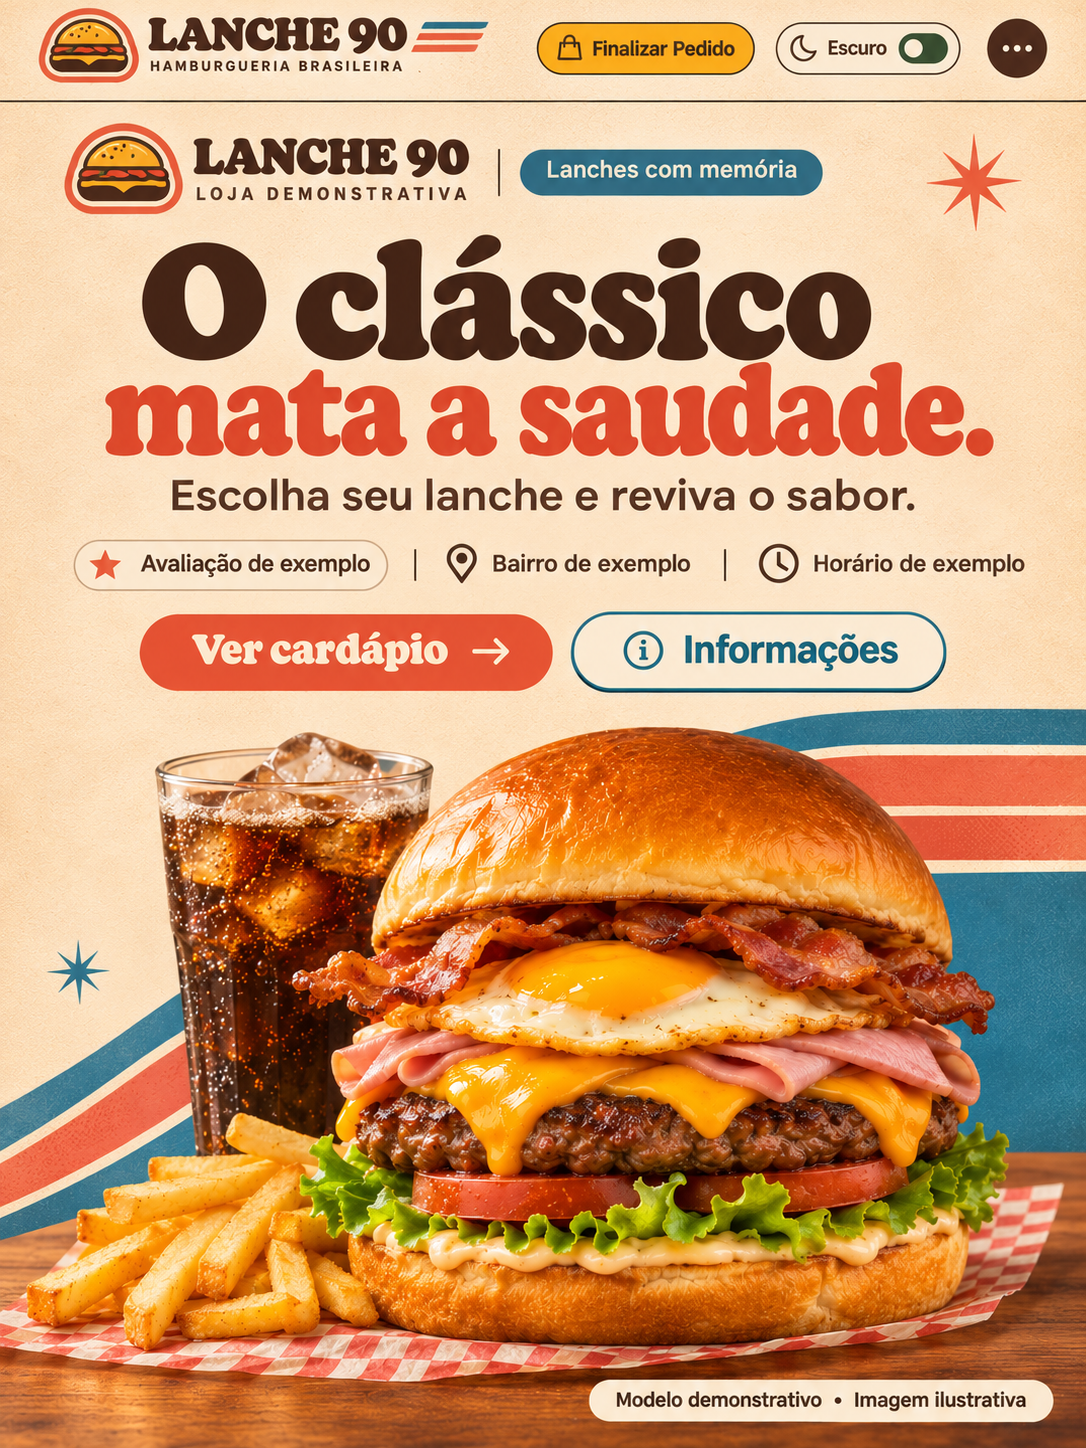 LANCHE 90
HAMBURGUERIA BRASILEIRA
Finalizar Pedido
Escuro
LANCHE 90
LOJA DEMONSTRATIVA
Lanches com memória
O clássico
mata a saudade.
Escolha seu lanche e reviva o sabor.
Avaliação de exemplo
Bairro de exemplo
Horário de exemplo
Ver cardápio
Informações
Modelo demonstrativo • Imagem ilustrativa